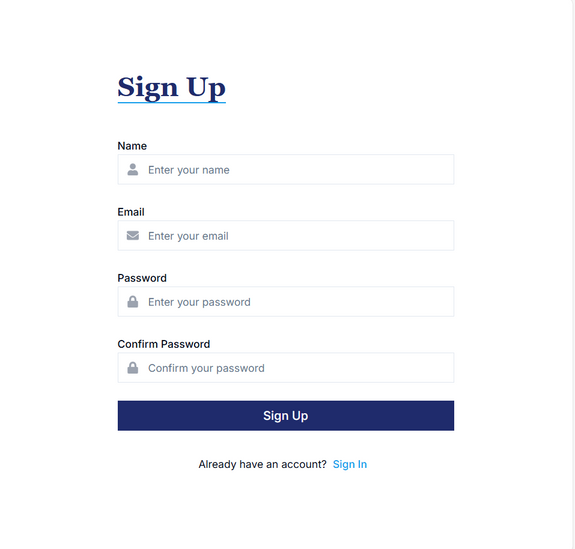 Sign Up
Name
Enter your name
Email
Enter your email
Password
Enter your password
Confirm Password
Confirm your password
Sign Up
Already have an account? Sign In